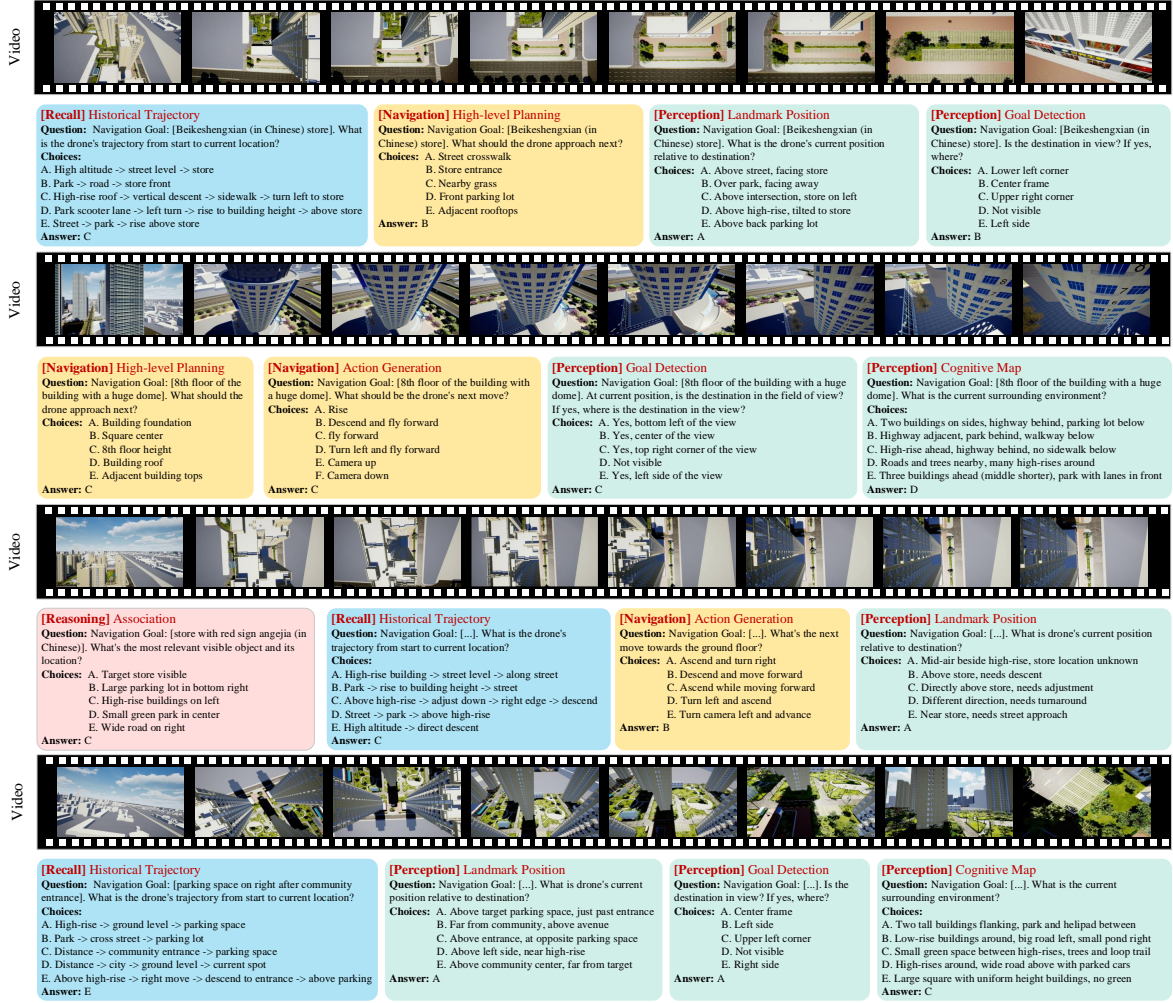 Video
[Recall] Historical Trajectory
Question: Navigation Goal: [Beikeshengxian (in Chinese) store]. What
is the drone's trajectory from start to current location?
Choices:
A. High altitude -> street level -> store
B. Park -> road -> store front
C. High-rise roof -> vertical descent -> sidewalk -> turn left to store
D. Park scooter lane -> left turn -> rise to building height -> above store
E. Street -> park -> rise above store
Answer: C
[Navigation] High-level Planning
Question: Navigation Goal: [Beikeshengxian (in
Chinese) store]. What should the drone approach next?
Choices: A. Street crosswalk
B. Store entrance
C. Nearby grass
D. Front parking lot
E. Adjacent rooftops
Answer: B
[Perception] Landmark Position
Question: Navigation Goal: [Beikeshengxian (in
Chinese) store]. What is the drone's current position
relative to destination?
Choices: A. Above street, facing store
B. Over park, facing away
C. Above intersection, store on left
D. Above high-rise, tilted to store
E. Above back parking lot
Answer: A
[Perception] Goal Detection
Question: Navigation Goal: [Beikeshengxian (in
Chinese) store]. Is the destination in view? If yes,
where?
Choices: A. Lower left corner
B. Center frame
C. Upper right corner
D. Not visible
E. Left side
Answer: B
Video
[Navigation] High-level Planning
Question: Navigation Goal: [8th floor of the
building with a huge dome]. What should the
drone approach next?
Choices: A. Building foundation
B. Square center
C. 8th floor height
D. Building roof
E. Adjacent building tops
Answer: C
[Navigation] Action Generation
Question: Navigation Goal: [8th floor of the building with
a huge dome]. What should be the drone's next move?
Choices: A. Rise
B. Descend and fly forward
C. fly forward
D. Turn left and fly forward
E. Camera up
F. Camera down
Answer: C
[Perception] Goal Detection
Question: Navigation Goal: [8th floor of the building with a huge
dome]. At current position, is the destination in the field of view?
If yes, where is the destination in the view?
Choices: A. Yes, bottom left of the view
B. Yes, center of the view
C. Yes, top right corner of the view
D. Not visible
E. Yes, left side of the view
Answer: C
[Perception] Cognitive Map
Question: Navigation Goal: [8th floor of the building with a huge
dome]. What is the current surrounding environment?
Choices:
A. Two buildings on sides, highway behind, parking lot below
B. Highway adjacent, park behind, walkway below
C. High-rise ahead, highway behind, no sidewalk below
D. Roads and trees nearby, many high-rises around
E. Three buildings ahead (middle shorter), park with lanes in front
Answer: D
Video
[Reasoning] Association
Question: Navigation Goal: [store with red sign angejia (in
Chinese)]. What's the most relevant visible object and its
location?
Choices: A. Target store visible
B. Large parking lot in bottom right
C. High-rise buildings on left
D. Small green park in center
E. Wide road on right
Answer: C
[Recall] Historical Trajectory
Question: Navigation Goal: [...]. What is the drone's
trajectory from start to current location?
Choices:
A. High-rise building -> street level -> along street
B. Park -> rise to building height -> street
C. Above high-rise -> adjust down -> right edge -> descend
D. Street -> park -> above high-rise
E. High altitude -> direct descent
Answer: C
[Navigation] Action Generation
Question: Navigation Goal: [...]. What's the next
move towards the ground floor?
Choices: A. Ascend and turn right
B. Descend and move forward
C. Ascend while moving forward
D. Turn left and ascend
E. Turn camera left and advance
Answer: B
[Perception] Landmark Position
Question: Navigation Goal: [...]. What is drone's current position
relative to destination?
Choices: A. Mid-air beside high-rise, store location unknown
B. Above store, needs descent
C. Directly above store, needs adjustment
D. Different direction, needs turnaround
E. Near store, needs street approach
Answer: A
Video
[Recall] Historical Trajectory
Question: Navigation Goal: [parking space on right after community
entrance]. What is the drone's trajectory from start to current location?
Choices:
A. High-rise -> ground level -> parking space
B. Park -> cross street -> parking lot
C. Distance -> community entrance -> parking space
D. Distance -> city -> ground level -> current spot
E. Above high-rise -> right move -> descend to entrance -> above parking
Answer: E
[Perception] Landmark Position
Question: Navigation Goal: [...]. What is drone's current
position relative to destination?
Choices: A. Above target parking space, just past entrance
B. Far from community, above avenue
C. Above entrance, at opposite parking space
D. Above left side, near high-rise
E. Above community center, far from target
Answer: A
[Perception] Goal Detection
Question: Navigation Goal: [...]. Is the
destination in view? If yes, where?
Choices: A. Center frame
B. Left side
C. Upper left corner
D. Not visible
E. Right side
Answer: A
[Perception] Cognitive Map
Question: Navigation Goal: [...]. What is the current
surrounding environment?
Choices:
A. Two tall buildings flanking, park and helipad between
B. Low-rise buildings around, big road left, small pond right
C. Small green space between high-rises, trees and loop trail
D. High-rises around, wide road above with parked cars
E. Large square with uniform height buildings, no green
Answer: C